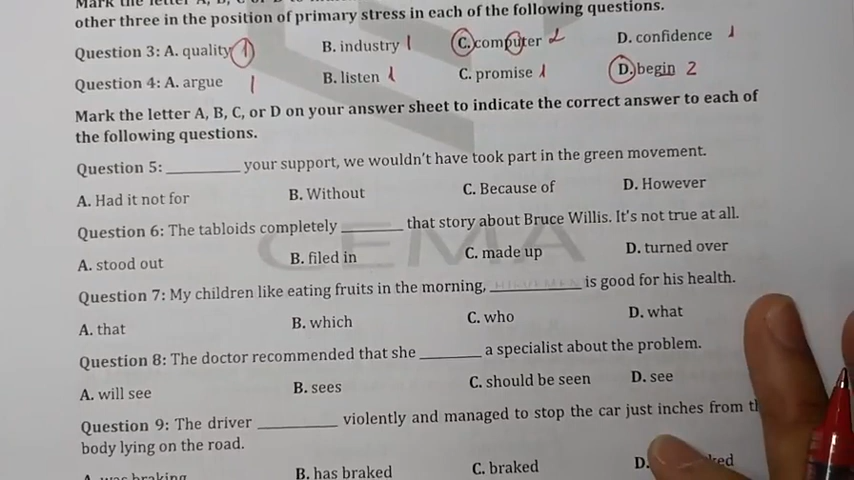 other three in the position of primary stress in each of the following questions.
Question 3: A. quality 1 B. industry 1 C. computer 2 D. confidence 1
Question 4: A. argue 1 B. listen 1 C. promise 1 D. begin 2
Mark the letter A, B, C, or D on your answer sheet to indicate the correct answer to each of
the following questions.
Question 5: ________ your support, we wouldn't have took part in the green movement.
A. Had it not for B. Without C. Because of D. However
Question 6: The tabloids completely ________ that story about Bruce Willis. It's not true at all.
A. stood out B. filed in C. made up D. turned over
Question 7: My children like eating fruits in the morning, ________ is good for his health.
A. that B. which C. who D. what
Question 8: The doctor recommended that she ________ a specialist about the problem.
A. will see B. sees C. should be seen D. see
Question 9: The driver ________ violently and managed to stop the car just inches from
body lying on the road.
A. was braking B. has braked C. braked D.
CEMA